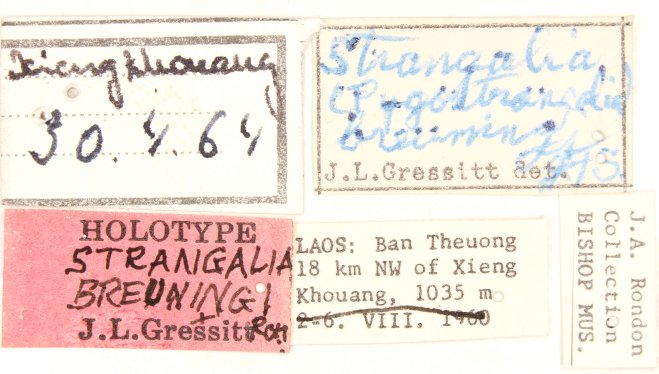 Xieng Khouang
30.4.64
Strangalia
(Pygostrangalia)
breuningi
J.L.Gressitt det.
HOLOTYPE
STRANGALIA
BREUNINGI
J.L.Gressitt
LAOS: Ban Theuong
18 km NW of Xieng
Khouang, 1035 m
2-6. VIII. 1960
J.A. Rondon
Collection
BISHOP MUS.